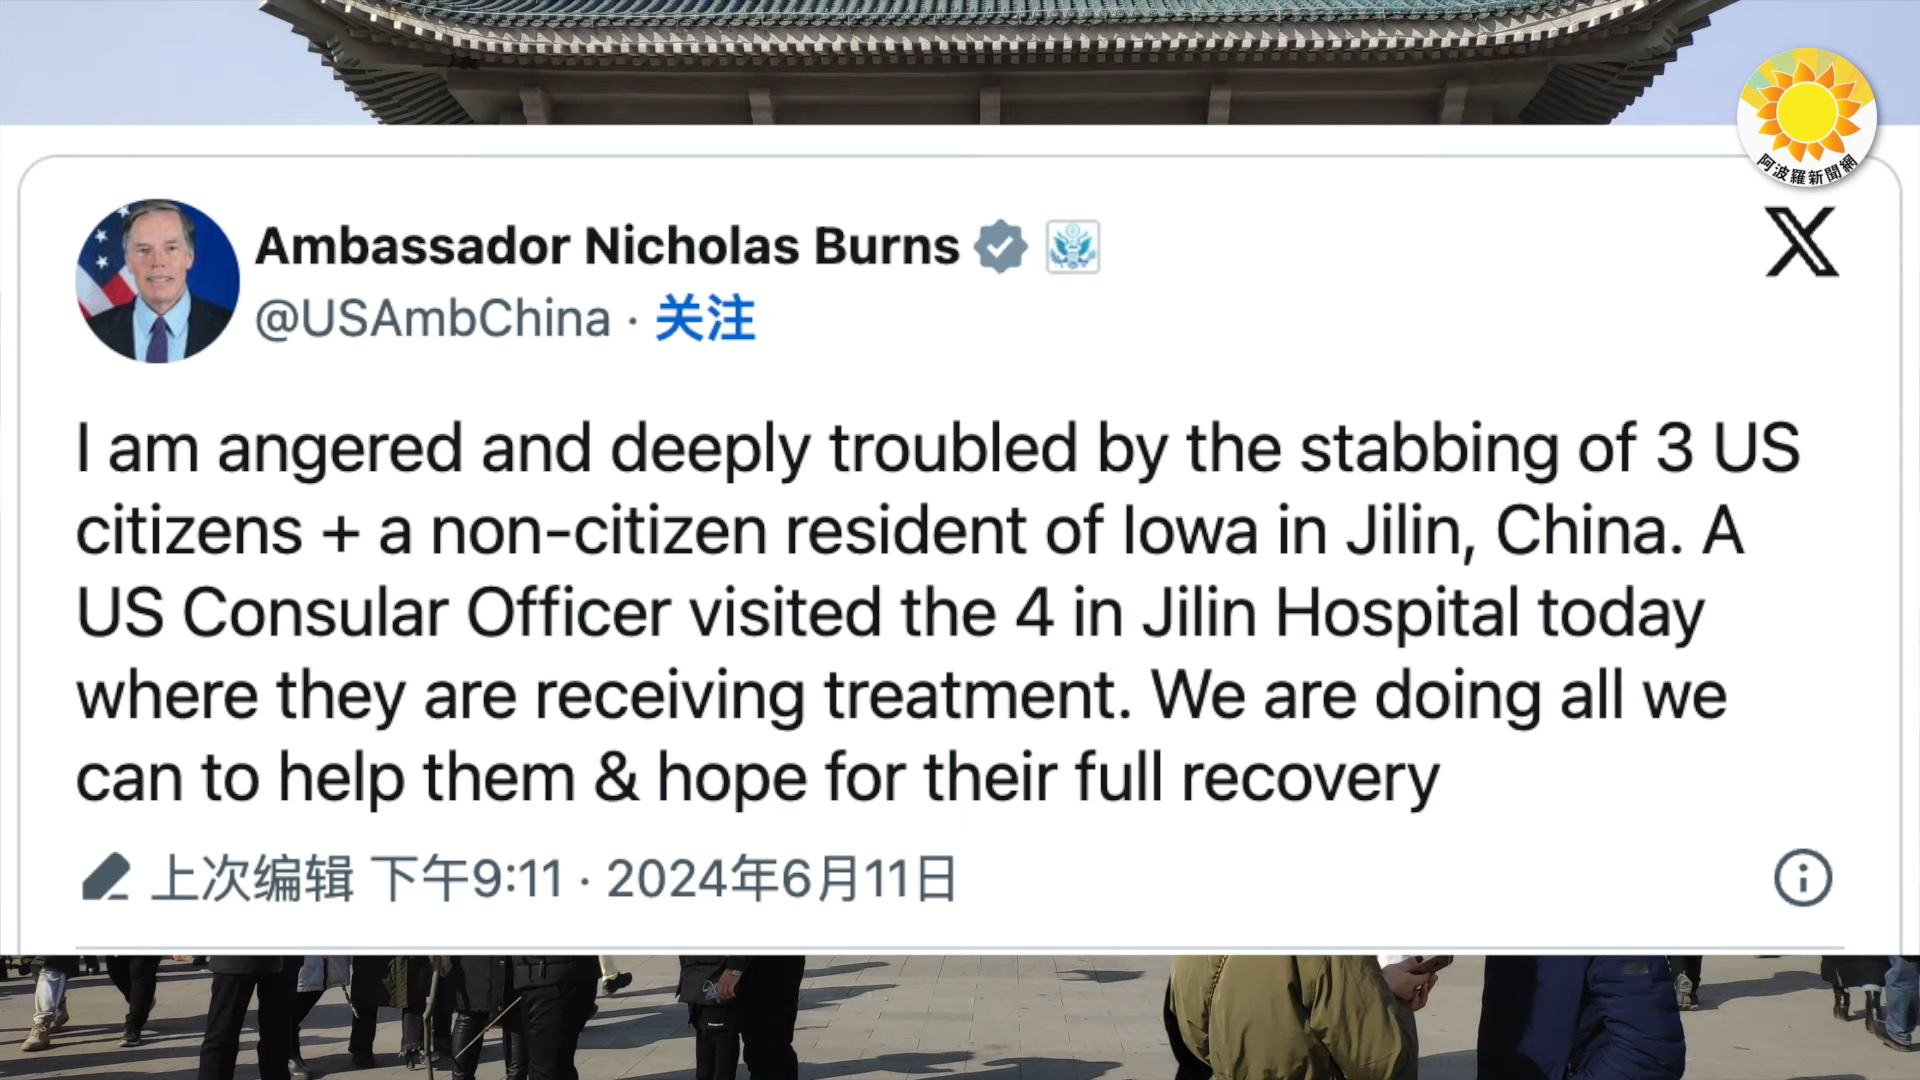 阿波羅新聞網
Ambassador Nicholas Burns
@USAmbChina · 关注
I am angered and deeply troubled by the stabbing of 3 US
citizens + a non-citizen resident of Iowa in Jilin, China. A
US Consular Officer visited the 4 in Jilin Hospital today
where they are receiving treatment. We are doing all we
can to help them & hope for their full recovery
上次编辑 下午9:11 · 2024年6月11日